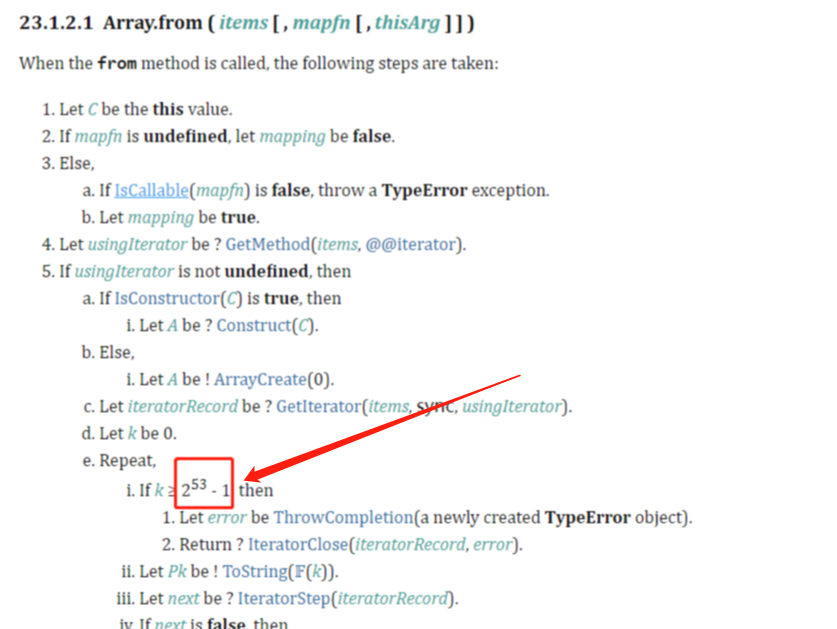 23.1.2.1 Array.from ( items [ , mapfn [ , thisArg ] ] )
When the from method is called, the following steps are taken:
1. Let C be the this value.
2. If mapfn is undefined, let mapping be false.
3. Else,
a. If IsCallable(mapfn) is false, throw a TypeError exception.
b. Let mapping be true.
4. Let usingIterator be ? GetMethod(items, @@iterator).
5. If usingIterator is not undefined, then
a. If IsConstructor(C) is true, then
i. Let A be ? Construct(C).
b. Else,
i. Let A be ! ArrayCreate(0).
c. Let iteratorRecord be ? GetIterator(items, sync, usingIterator).
d. Let k be 0.
e. Repeat,
i. If k ≥ 2⁵³ - 1, then
1. Let error be ThrowCompletion(a newly created TypeError object).
2. Return ? IteratorClose(iteratorRecord, error).
ii. Let Pk be ! ToString(𝔽(k)).
iii. Let next be ? IteratorStep(iteratorRecord).
iv. If next is false, then